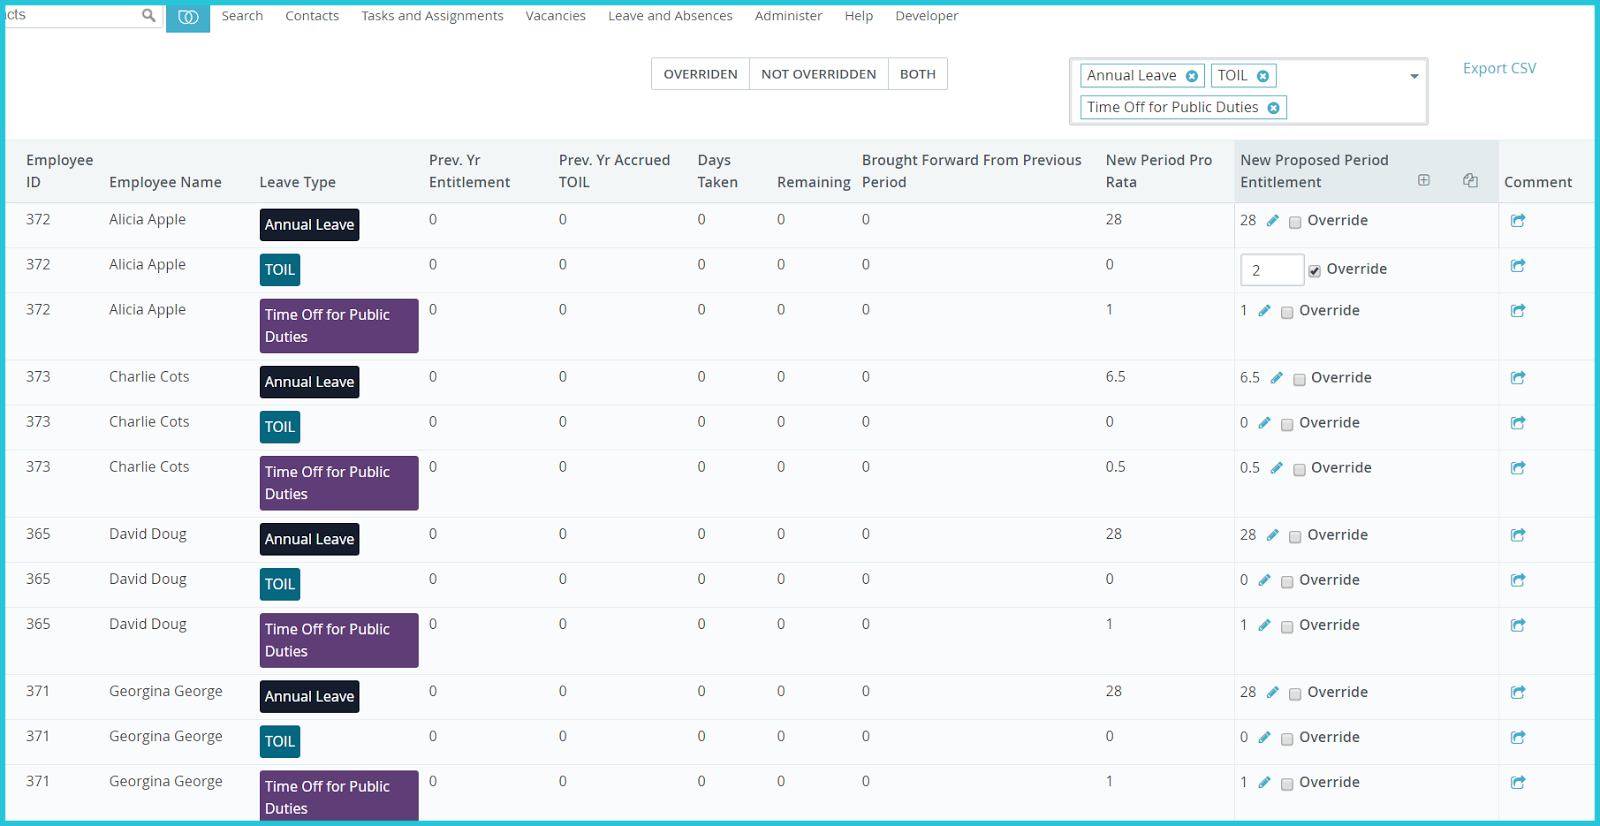 cts Search Contacts Tasks and Assignments Vacancies Leave and Absences Administer Help Developer
OVERRIDEN NOT OVERRIDDEN BOTH
Annual Leave TOIL
Time Off for Public Duties
Export CSV
Employee ID Employee Name Leave Type Prev. Yr Entitlement Prev. Yr Accrued TOIL Days Taken Remaining Brought Forward From Previous Period New Period Pro Rata New Proposed Period Entitlement Comment
372 Alicia Apple Annual Leave 0 0 0 0 0 28 28 Override
372 Alicia Apple TOIL 0 0 0 0 0 0 2 Override
372 Alicia Apple Time Off for Public Duties 0 0 0 0 0 1 1 Override
373 Charlie Cots Annual Leave 0 0 0 0 0 6.5 6.5 Override
373 Charlie Cots TOIL 0 0 0 0 0 0 0 Override
373 Charlie Cots Time Off for Public Duties 0 0 0 0 0 0.5 0.5 Override
365 David Doug Annual Leave 0 0 0 0 0 28 28 Override
365 David Doug TOIL 0 0 0 0 0 0 0 Override
365 David Doug Time Off for Public Duties 0 0 0 0 0 1 1 Override
371 Georgina George Annual Leave 0 0 0 0 0 28 28 Override
371 Georgina George TOIL 0 0 0 0 0 0 0 Override
371 Georgina George Time Off for Public Duties 0 0 0 0 0 1 1 Override